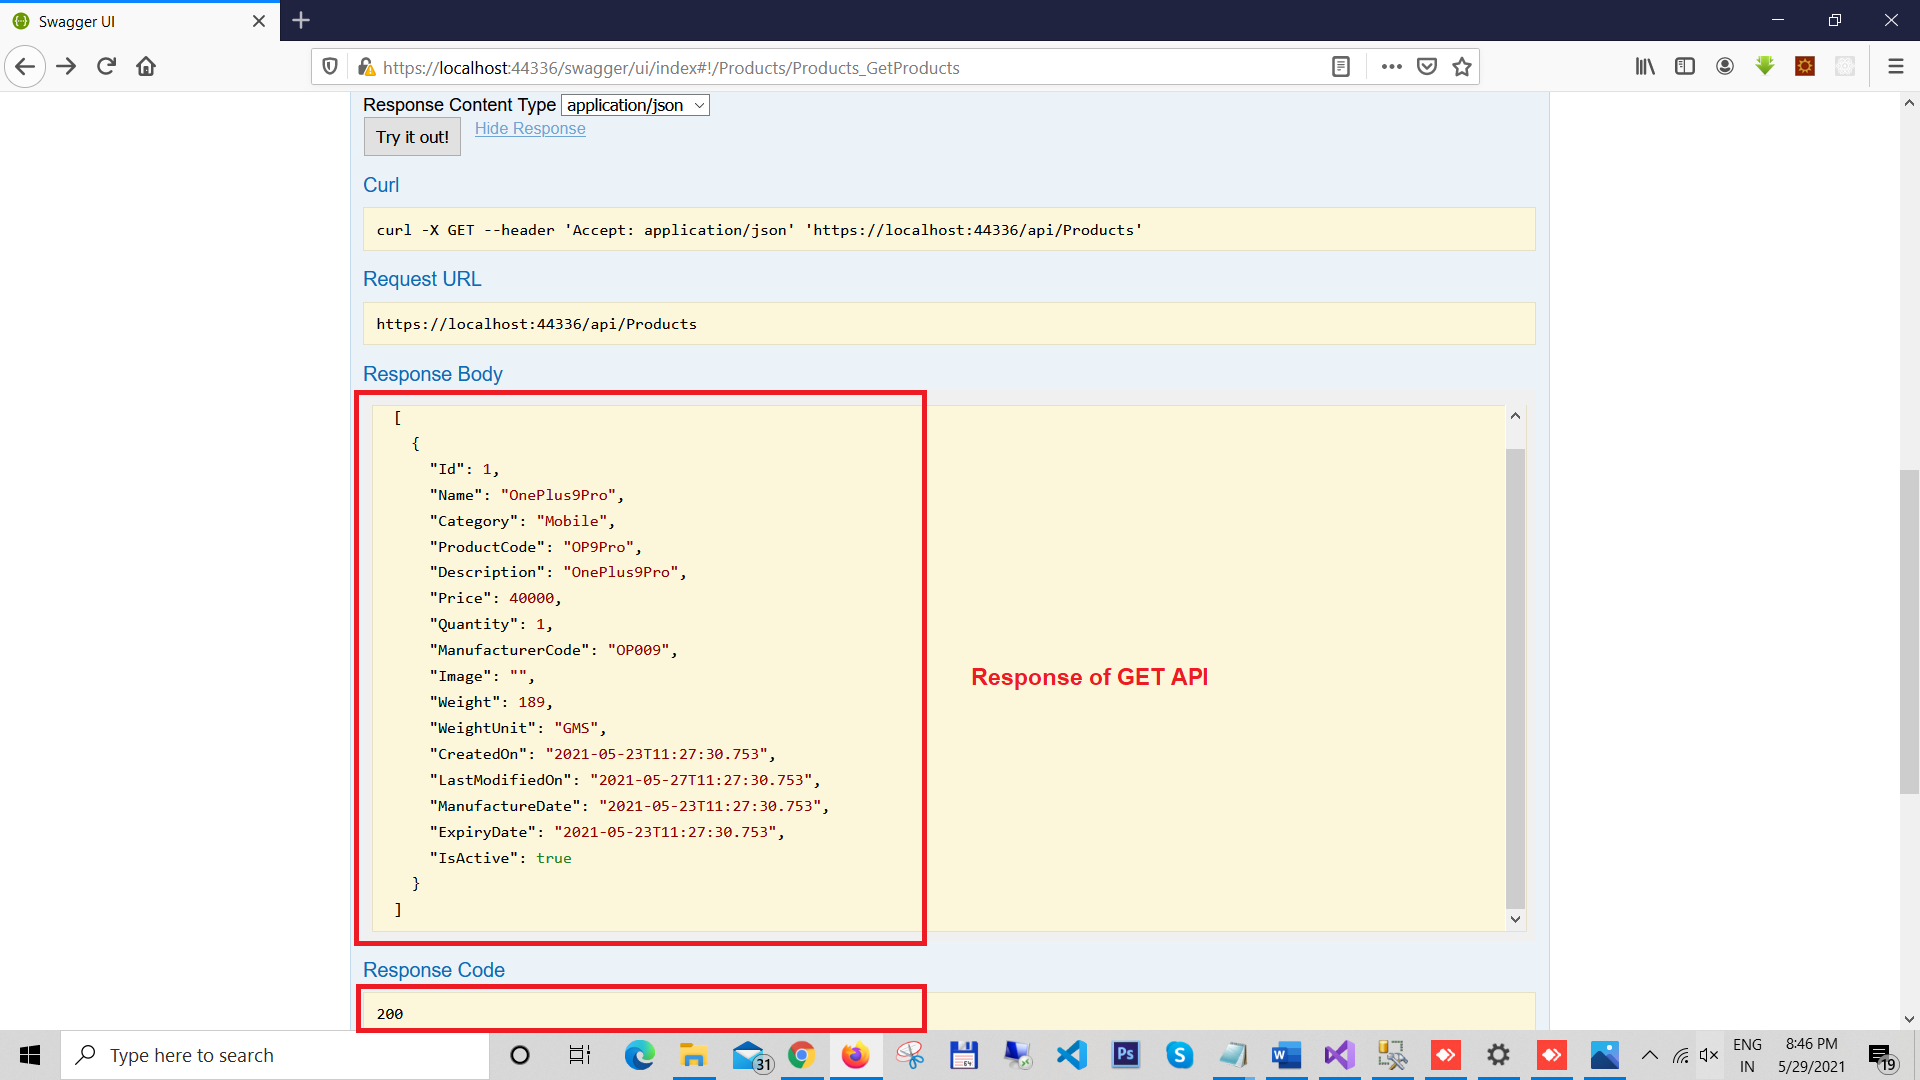 Swagger UI
https://localhost:44336/swagger/ui/index#!/Products/Products_GetProducts
Response Content Type application/json
Try it out! Hide Response
Curl
curl -X GET --header 'Accept: application/json' 'https://localhost:44336/api/Products'
Request URL
https://localhost:44336/api/Products
Response Body
[
{
"Id": 1,
"Name": "OnePlus9Pro",
"Category": "Mobile",
"ProductCode": "OP9Pro",
"Description": "OnePlus9Pro",
"Price": 40000,
"Quantity": 1,
"ManufacturerCode": "OP009",
"Image": "",
"Weight": 189,
"WeightUnit": "GMS",
"CreatedOn": "2021-05-23T11:27:30.753",
"LastModifiedOn": "2021-05-27T11:27:30.753",
"ManufactureDate": "2021-05-23T11:27:30.753",
"ExpiryDate": "2021-05-23T11:27:30.753",
"IsActive": true
}
]
Response of GET API
Response Code
200
Type here to search
31
64
Ps
S
W
ENG
IN
8:46 PM
5/29/2021
19